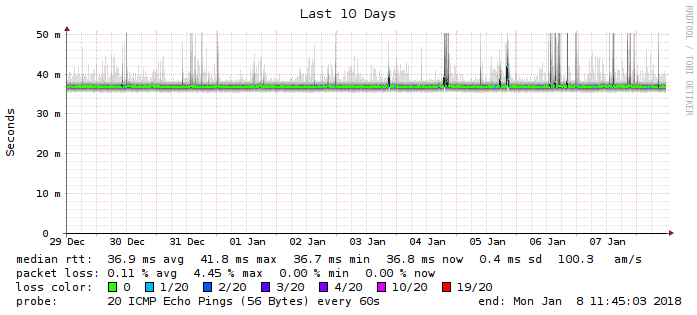 Last 10 Days
RRDTOOL / TOBI OETIKER
Seconds
50 m
40 m
30 m
20 m
10 m
0
29 Dec 30 Dec 31 Dec 01 Jan 02 Jan 03 Jan 04 Jan 05 Jan 06 Jan 07 Jan
median rtt: 36.9 ms avg 41.8 ms max 36.7 ms min 36.8 ms now 0.4 ms sd 100.3 am/s
packet loss: 0.11 % avg 4.45 % max 0.00 % min 0.00 % now
loss color: 0 1/20 2/20 3/20 4/20 10/20 19/20
probe: 20 ICMP Echo Pings (56 Bytes) every 60s end: Mon Jan 8 11:45:03 2018